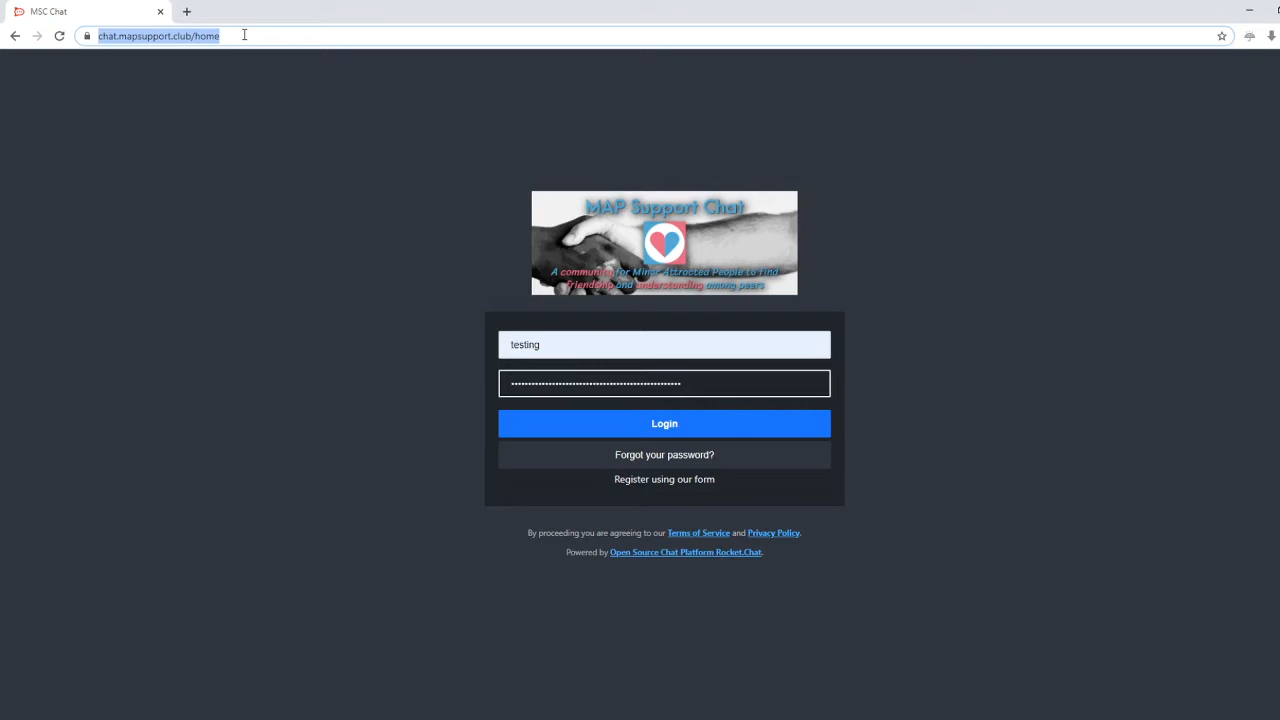 MSC Chat
chat.mapsupport.club/home
MAP Support Chat
A community for Minor Attracted People to find
friendship and understanding among peers
testing
Login
Forgot your password?
Register using our form
By proceeding you are agreeing to our Terms of Service and Privacy Policy.
Powered by Open Source Chat Platform Rocket.Chat.